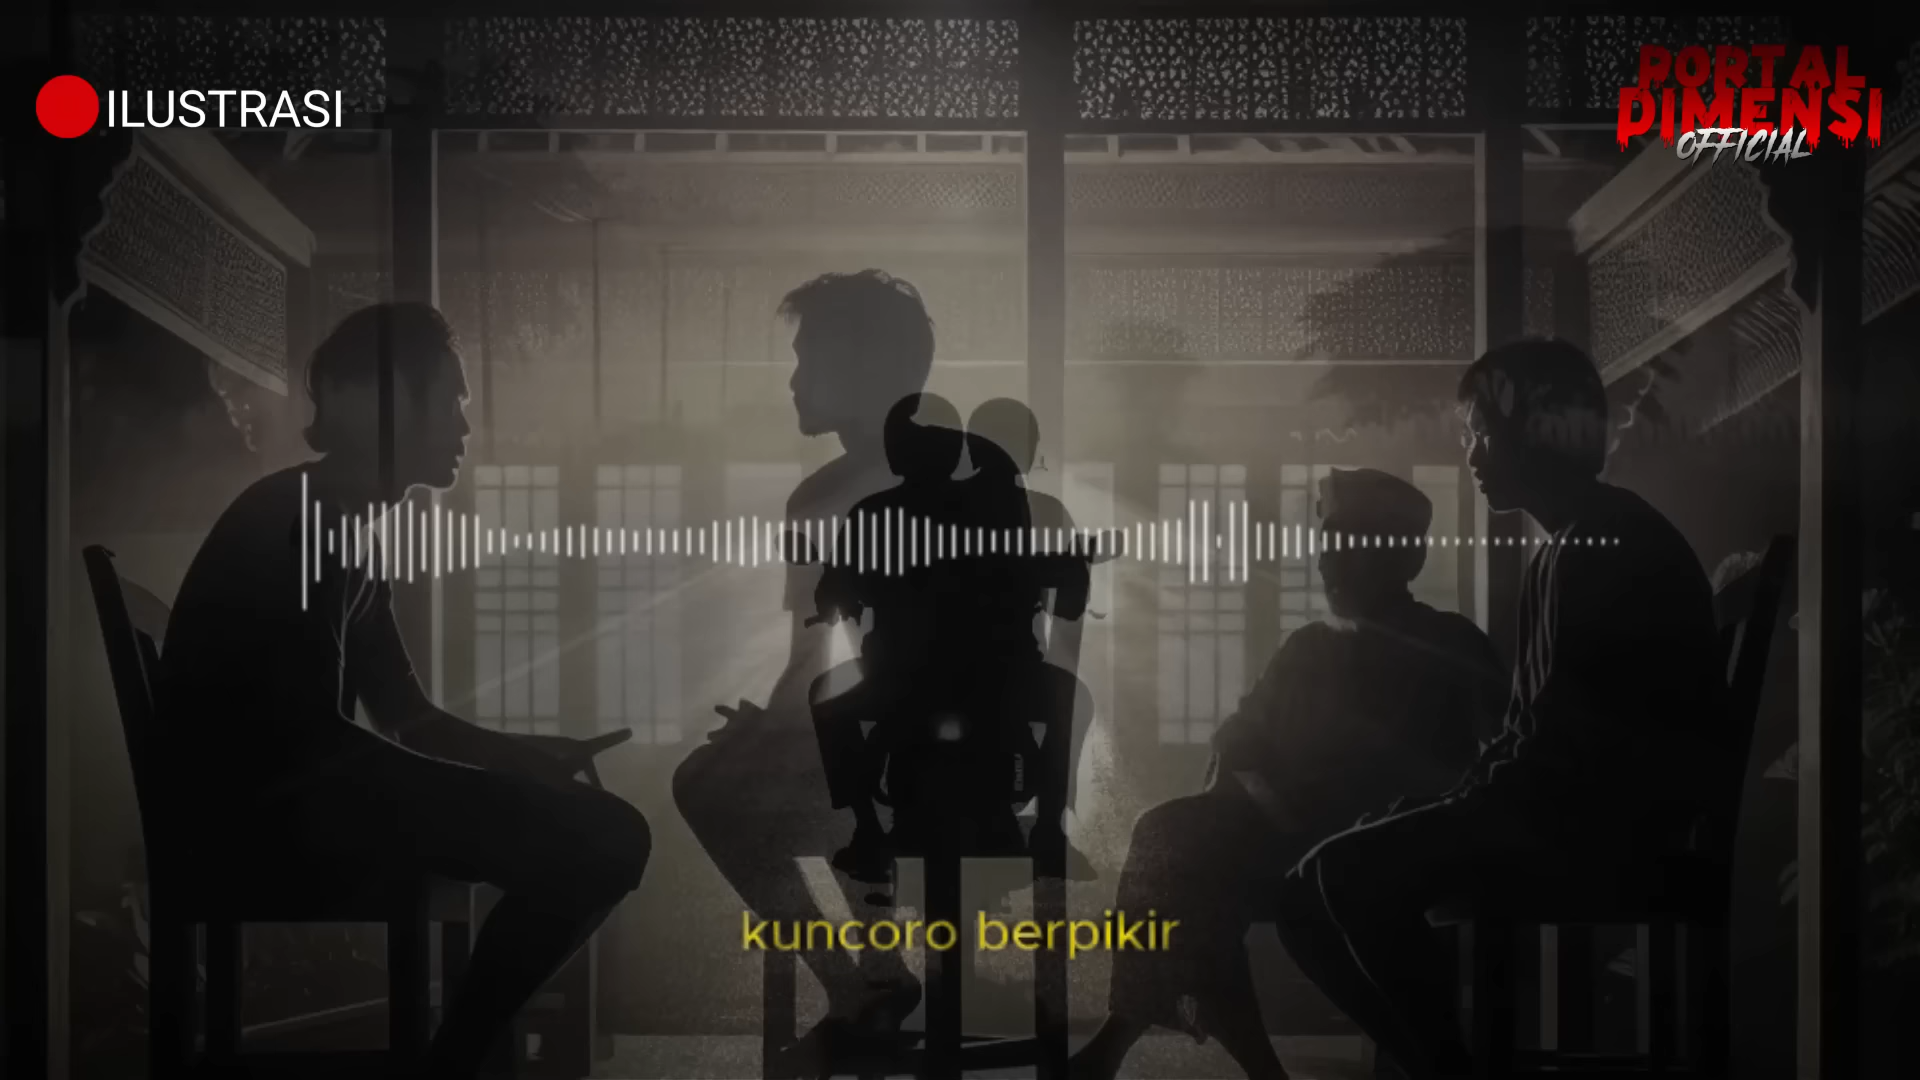 ILUSTRASI
PORTAL
DIMENSI
OFFICIAL
kuncoro berpikir